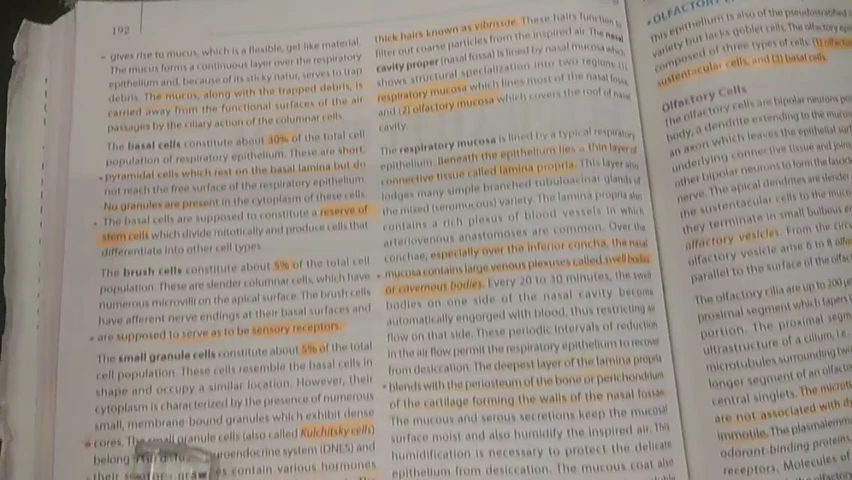 192
gives rise to mucus, which is a flexible, gel-like material.
The mucus forms a continuous layer over the respiratory
epithelium and, because of its sticky natur, serves to trap
debris. The mucus, along with the trapped debris, is
carried away from the functional surfaces of the air
passages by the ciliary action of the columnar cells.
The basal cells constitute about 30% of the total cell
population of respiratory epithelium. These are short,
pyramidal cells which rest on the basal lamina but do
not reach the free surface of the respiratory epithelium.
No granules are present in the cytoplasm of these cells.
The basal cells are supposed to constitute a reserve of
stem cells which divide mitotically and produce cells that
differentiate into other cell types.
The brush cells constitute about 5% of the total cell
population. These are slender columnar cells, which have
numerous microvilli on the apical surface. The brush cells
have afferent nerve endings at their basal surfaces and
are supposed to serve as to be sensory receptors.
The small granule cells constitute about 5% of the total
cell population. These cells resemble the basal cells in
shape and occupy a similar location. However, their
cytoplasm is characterized by the presence of numerous
small, membrane-bound granules which exhibit dense
cores. The small granule cells (also called Kulchitsky cells)
belong neuroendocrine system (DNES) and
their contain various hormones
thick hairs known as vibrissae. These hairs function to
filter out coarse particles from the inspired air. The nasal
cavity proper (nasal fossa) is lined by nasal mucosa which
shows structural specialization into two regions: (1)
respiratory mucosa which lines most of the nasal fossa,
and (2) olfactory mucosa which covers the roof of nasal
cavity.
The respiratory mucosa is lined by a typical respiratory
epithelium. Beneath the epithelium lies a thin layer of
connective tissue called lamina propria. This layer also
lodges many simple branched tubuloacinar glands of
the mixed (seromucous) variety. The lamina propria also
contains a rich plexus of blood vessels in which
arteriovenous anastomoses are common. Over the
conchae, especially over the inferior concha, the nasal
mucosa contains large venous plexuses called swell bodies
or cavernous bodies. Every 20 to 30 minutes, the swell
bodies on one side of the nasal cavity become
automatically engorged with blood, thus restricting air
flow on that side. These periodic intervals of reduction
in the air flow permit the respiratory epithelium to recover
from desiccation. The deepest layer of the lamina propria
blends with the periosteum of the bone or perichondrium
of the cartilage forming the walls of the nasal fossae.
The mucous and serous secretions keep the mucosal
surface moist and also humidify the inspired air. This
humidification is necessary to protect the delicate
epithelium from desiccation. The mucous coat also
OLFACTORY
This epithelium is also of the pseudostratified
variety but lacks goblet cells. The olfactory
composed of three types of cells: (1)
sustentacular cells, and (3) basal cells.
Olfactory Cells
The olfactory cells are bipolar neurons
body, a dendrite extending to the
an axon which leaves the epithelial
underlying connective tissue and joins
other bipolar neurons to form the
nerve. The apical dendrites are slender
the sustentacular cells to the
they terminate in small bulbous
olfactory vesicles. From the
olfactory vesicle arise 6 to 8
parallel to the surface of the
The olfactory cilia are up to 200
proximal segment which tapers
portion. The proximal
ultrastructure of a cilium, i.e.
microtubules surrounding two
longer segment of an
central singlets. The
are not associated with
immotile. The
odorant-binding proteins,
receptors. Molecules of